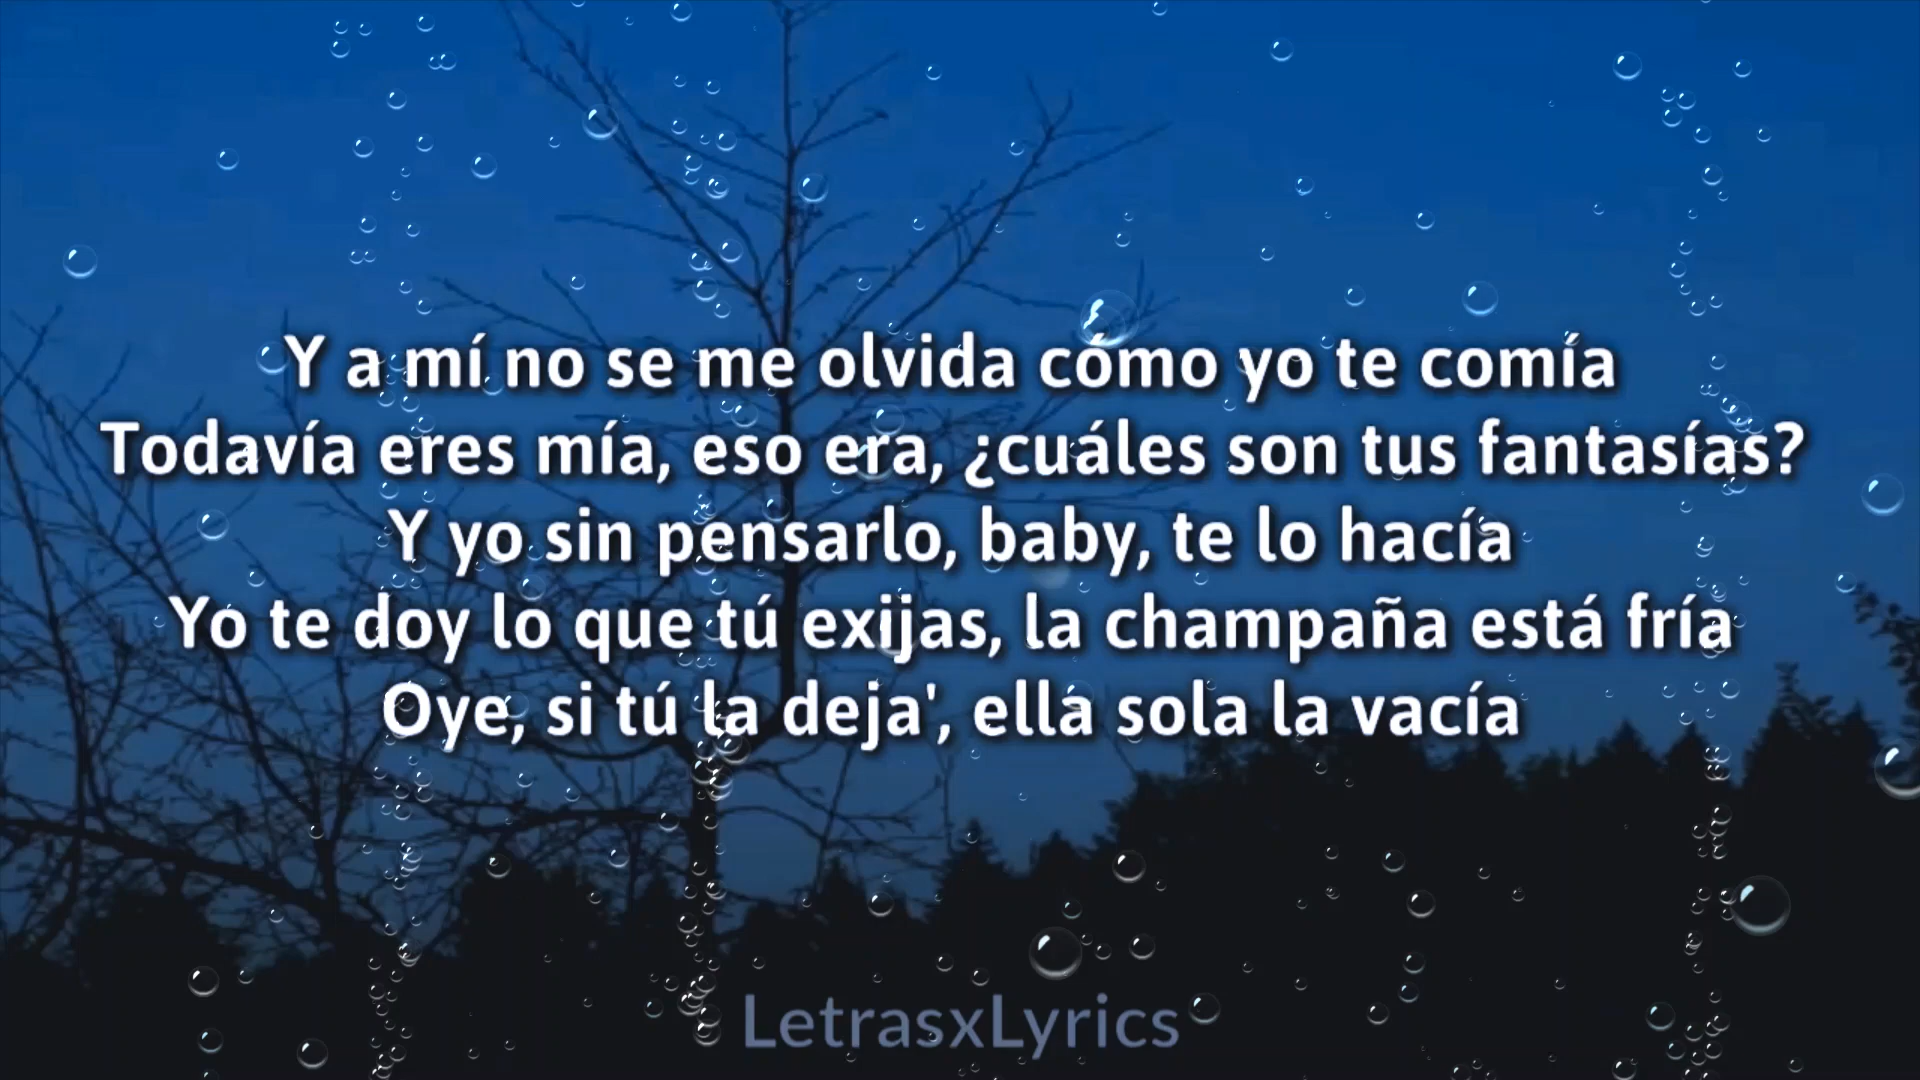 Y a mí no se me olvida cómo yo te comía
Todavía eres mía, eso era, ¿cuáles son tus fantasías?
Y yo sin pensarlo, baby, te lo hacía
Yo te doy lo que tú exijas, la champaña está fría
Oye, si tú la deja', ella sola la vacía
LetrasxLyrics